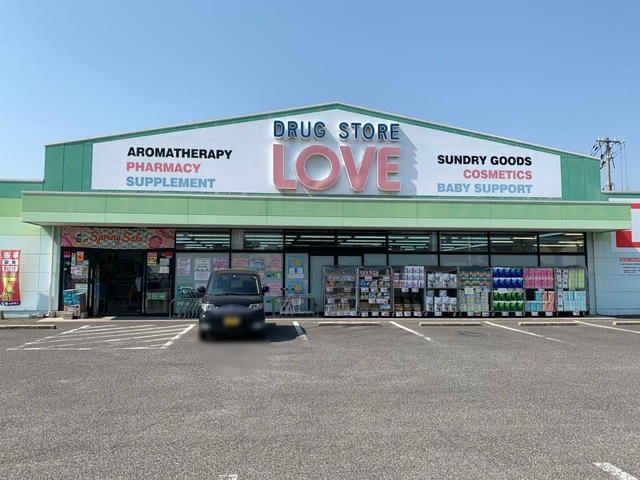 DRUG STORE
LOVE
AROMATHERAPY
PHARMACY
SUPPLEMENT
SUNDRY GOODS
COSMETICS
BABY SUPPORT
Spring Sale!